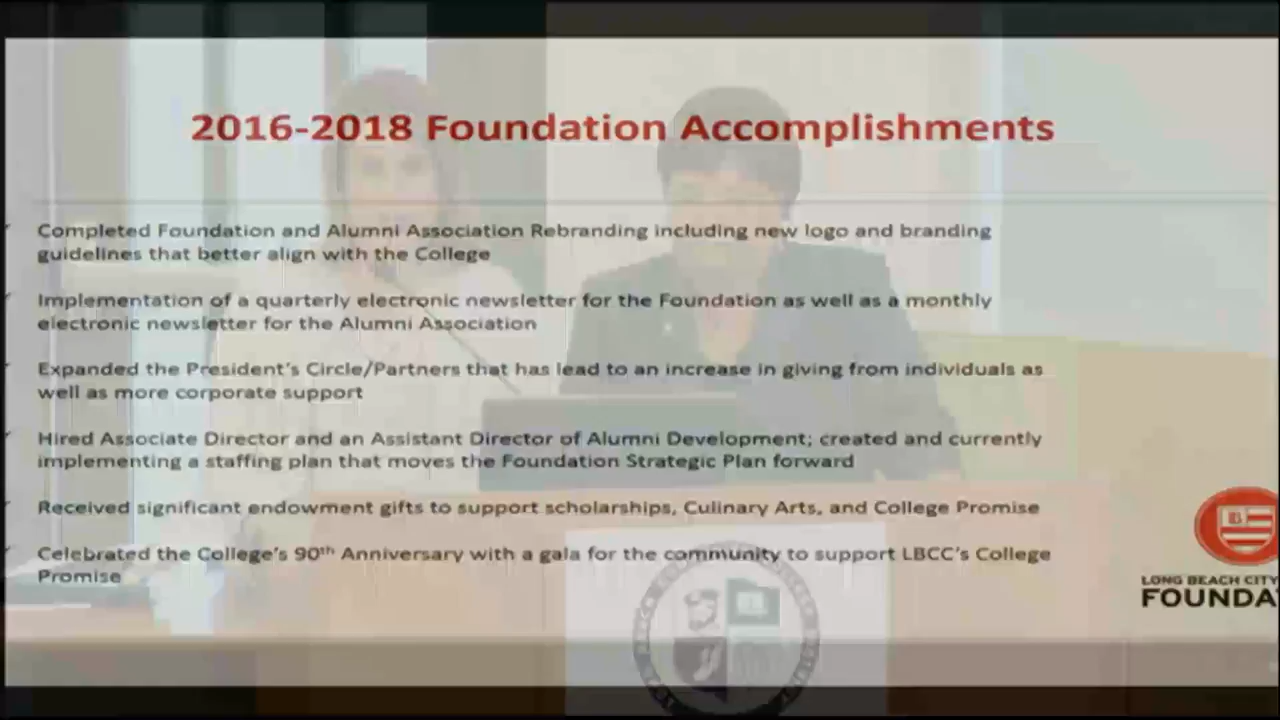 2016-2018 Foundation Accomplishments
Completed Foundation and Alumni Association Rebranding including new logo and branding
guidelines that better align with the College
Implementation of a quarterly electronic newsletter for the Foundation as well as a monthly
electronic newsletter for the Alumni Association
Expanded the President's Circle/Partners that has lead to an increase in giving from individuals as
well as more corporate support
Hired Associate Director and an Assistant Director of Alumni Development; created and currently
implementing a staffing plan that moves the Foundation Strategic Plan forward
Received significant endowment gifts to support scholarships, Culinary Arts, and College Promise
Celebrated the College's 90th Anniversary with a gala for the community to support LBCC's College
Promise
LONG BEACH CITY
FOUNDA